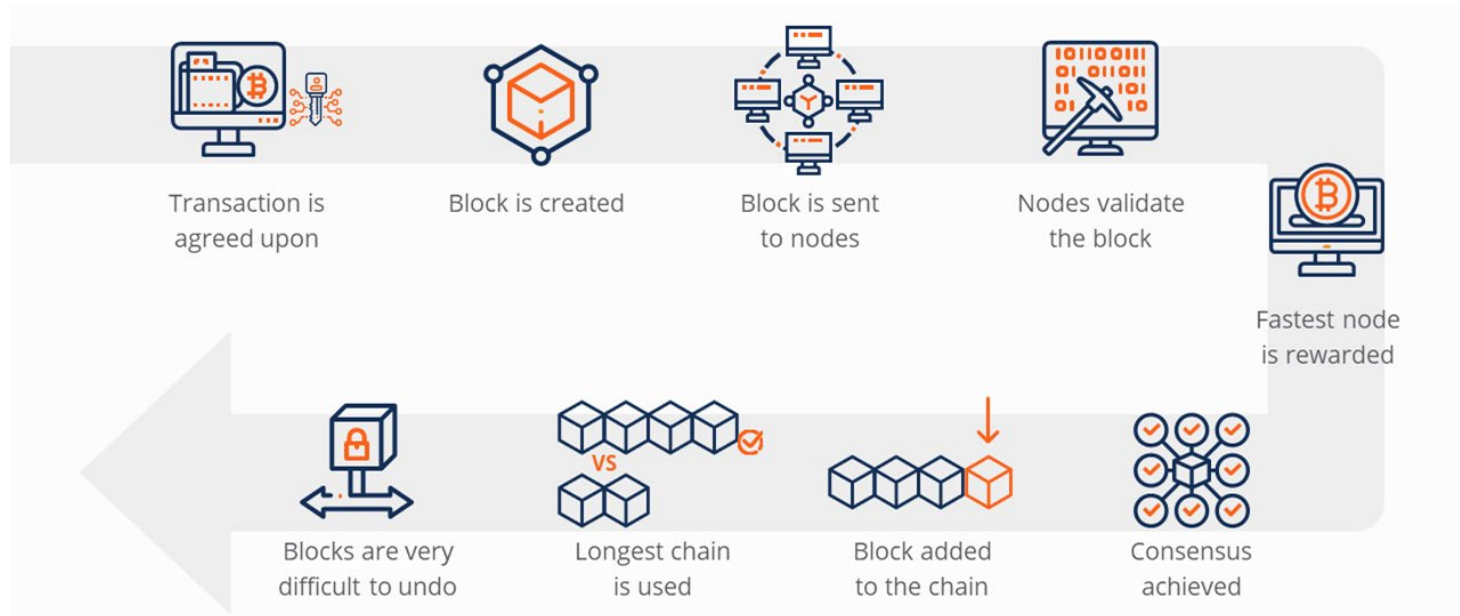 Transaction is
agreed upon
Block is created
Block is sent
to nodes
Nodes validate
the block
Fastest node
is rewarded
Consensus
achieved
Block added
to the chain
Longest chain
is used
VS
Blocks are very
difficult to undo